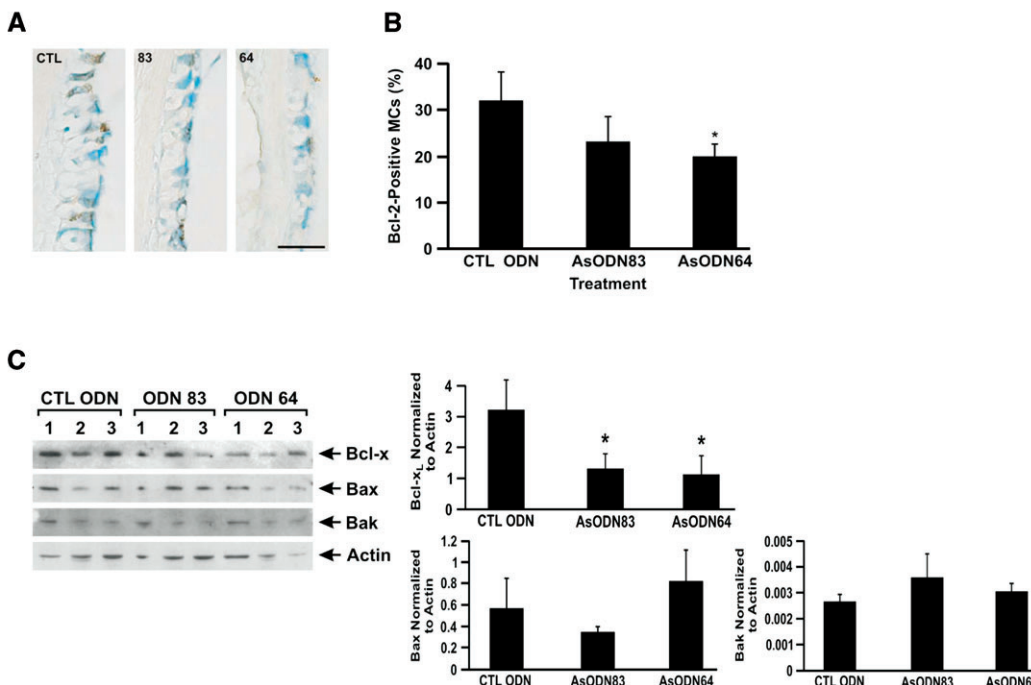 A
CTL
83
64
B
Bcl-2-Positive MCs (%)
40
30
20
10
0
*
CTL ODN
AsODN83
AsODN64
Treatment
C
CTL ODN
ODN 83
ODN 64
1 2 3 1 2 3 1 2 3
Bcl-x
Bax
Bak
Actin
Bcl-xL Normalized
to Actin
4
3
2
1
0
*
*
CTL ODN
AsODN83
AsODN64
Bax Normalized
to Actin
1.2
1
0.8
0.6
0.4
0.2
0
CTL ODN
AsODN83
AsODN64
Bak Normalized
to Actin
0.005
0.004
0.003
0.002
0.001
0
CTL ODN
AsODN83
AsODN64